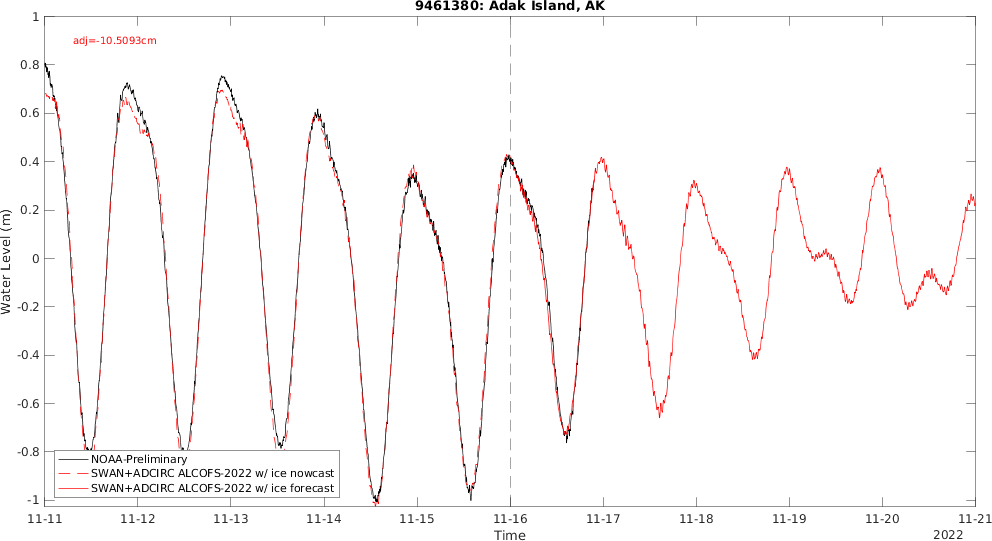 9461380: Adak Island, AK
adj=-10.5093cm
Water Level (m)
1
0.8
0.6
0.4
0.2
0
-0.2
-0.4
-0.6
-0.8
-1
NOAA-Preliminary
SWAN+ADCIRC ALCOFS-2022 w/ ice nowcast
SWAN+ADCIRC ALCOFS-2022 w/ ice forecast
11-11 11-12 11-13 11-14 11-15 11-16 11-17 11-18 11-19 11-20 11-21
Time
2022